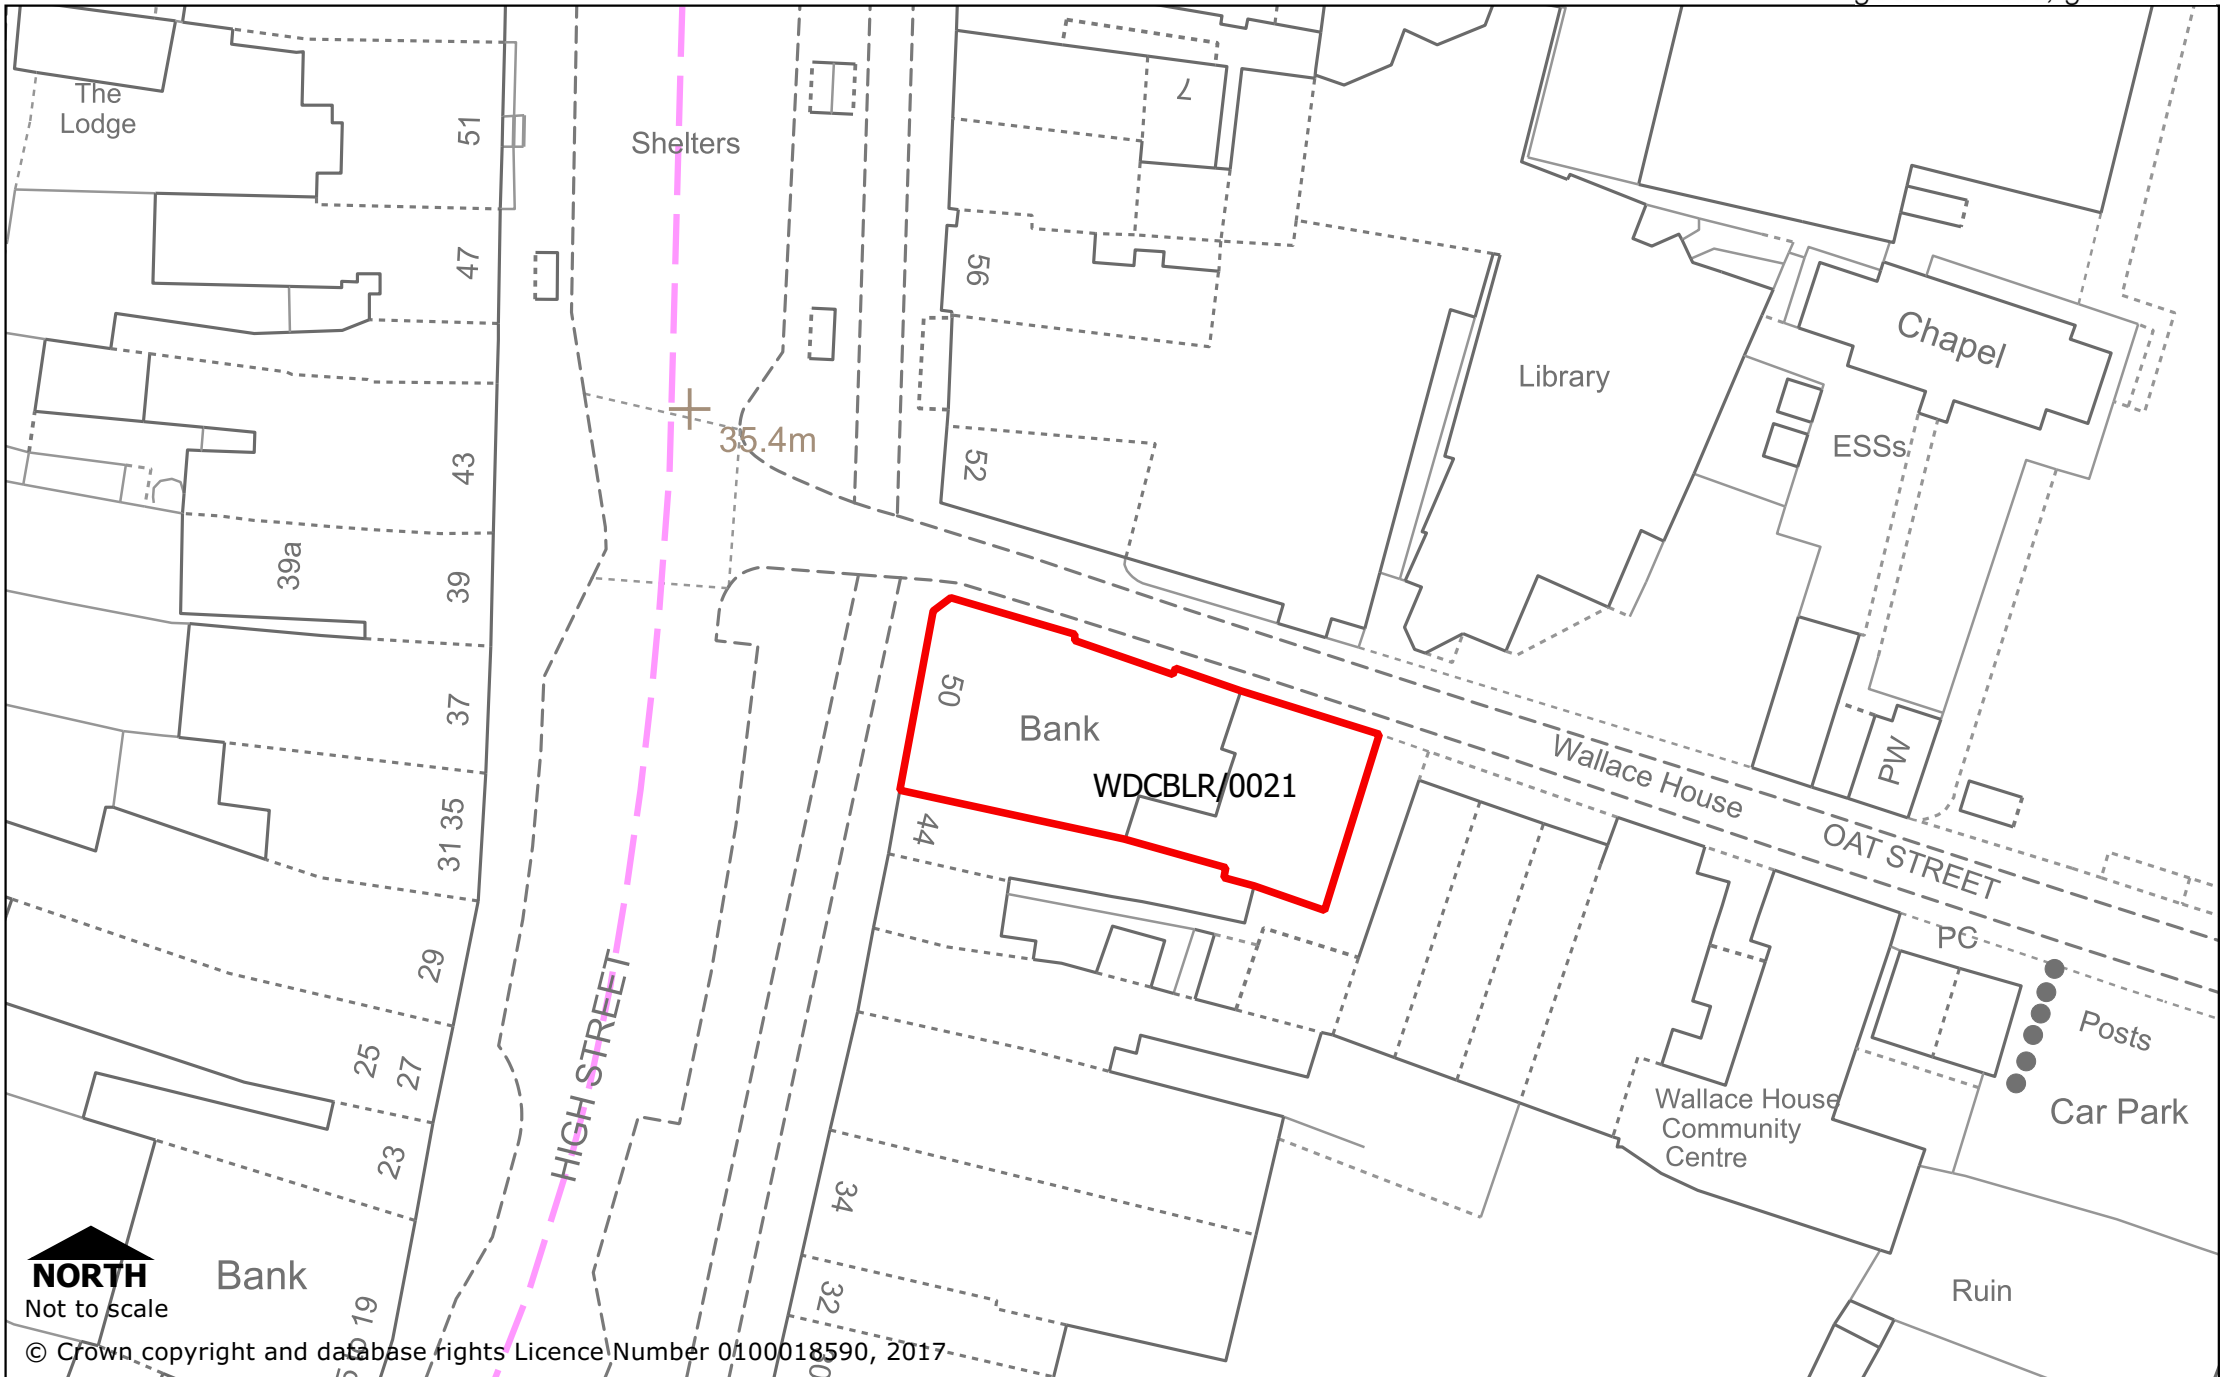 The
Lodge
51
Shelters
7
47
56
Chapel
Library
35.4m
43
52
ESSs
39a
39
50
37
Bank
WDCBLR/0021
Wallace House
PW
31 35
44
OAT STREET
29
PC
HIGH STREET
25
27
Posts
23
Wallace House
Community
Centre
Car Park
34
NORTH
Not to scale
Bank
19
32
Ruin
© Crown copyright and database rights Licence Number 0100018590, 2017
30